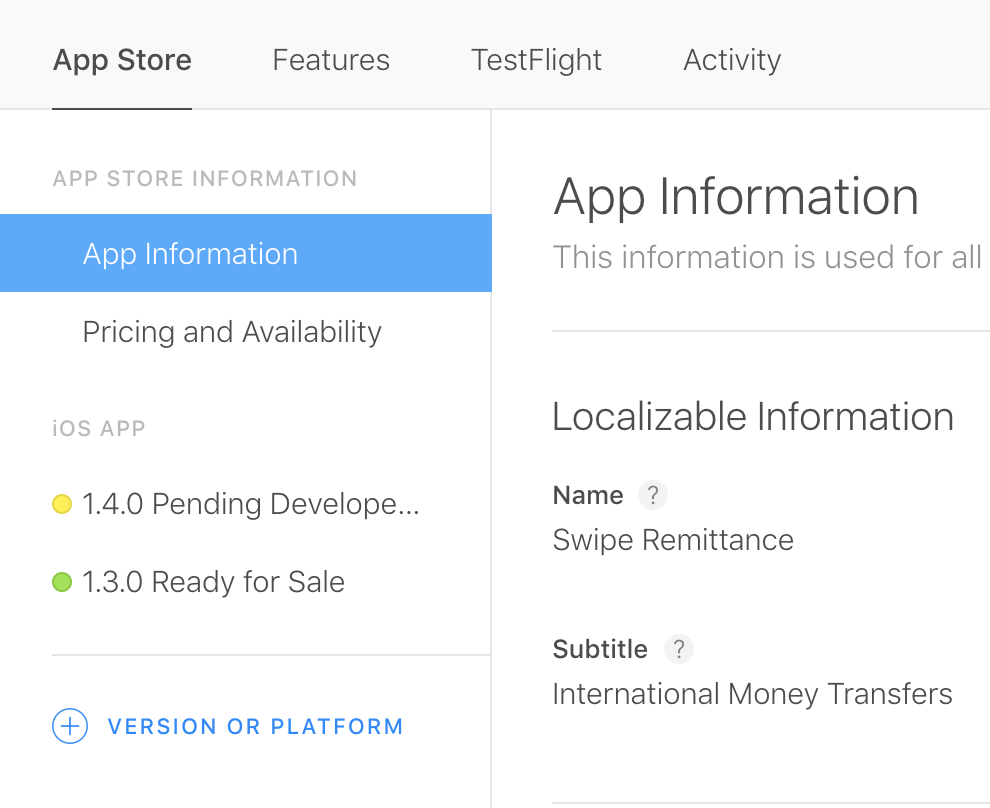 App Store Features TestFlight Activity
APP STORE INFORMATION
App Information
Pricing and Availability
iOS APP
1.4.0 Pending Develope...
1.3.0 Ready for Sale
+ VERSION OR PLATFORM
App Information
This information is used for all
Localizable Information
Name ?
Swipe Remittance
Subtitle ?
International Money Transfers